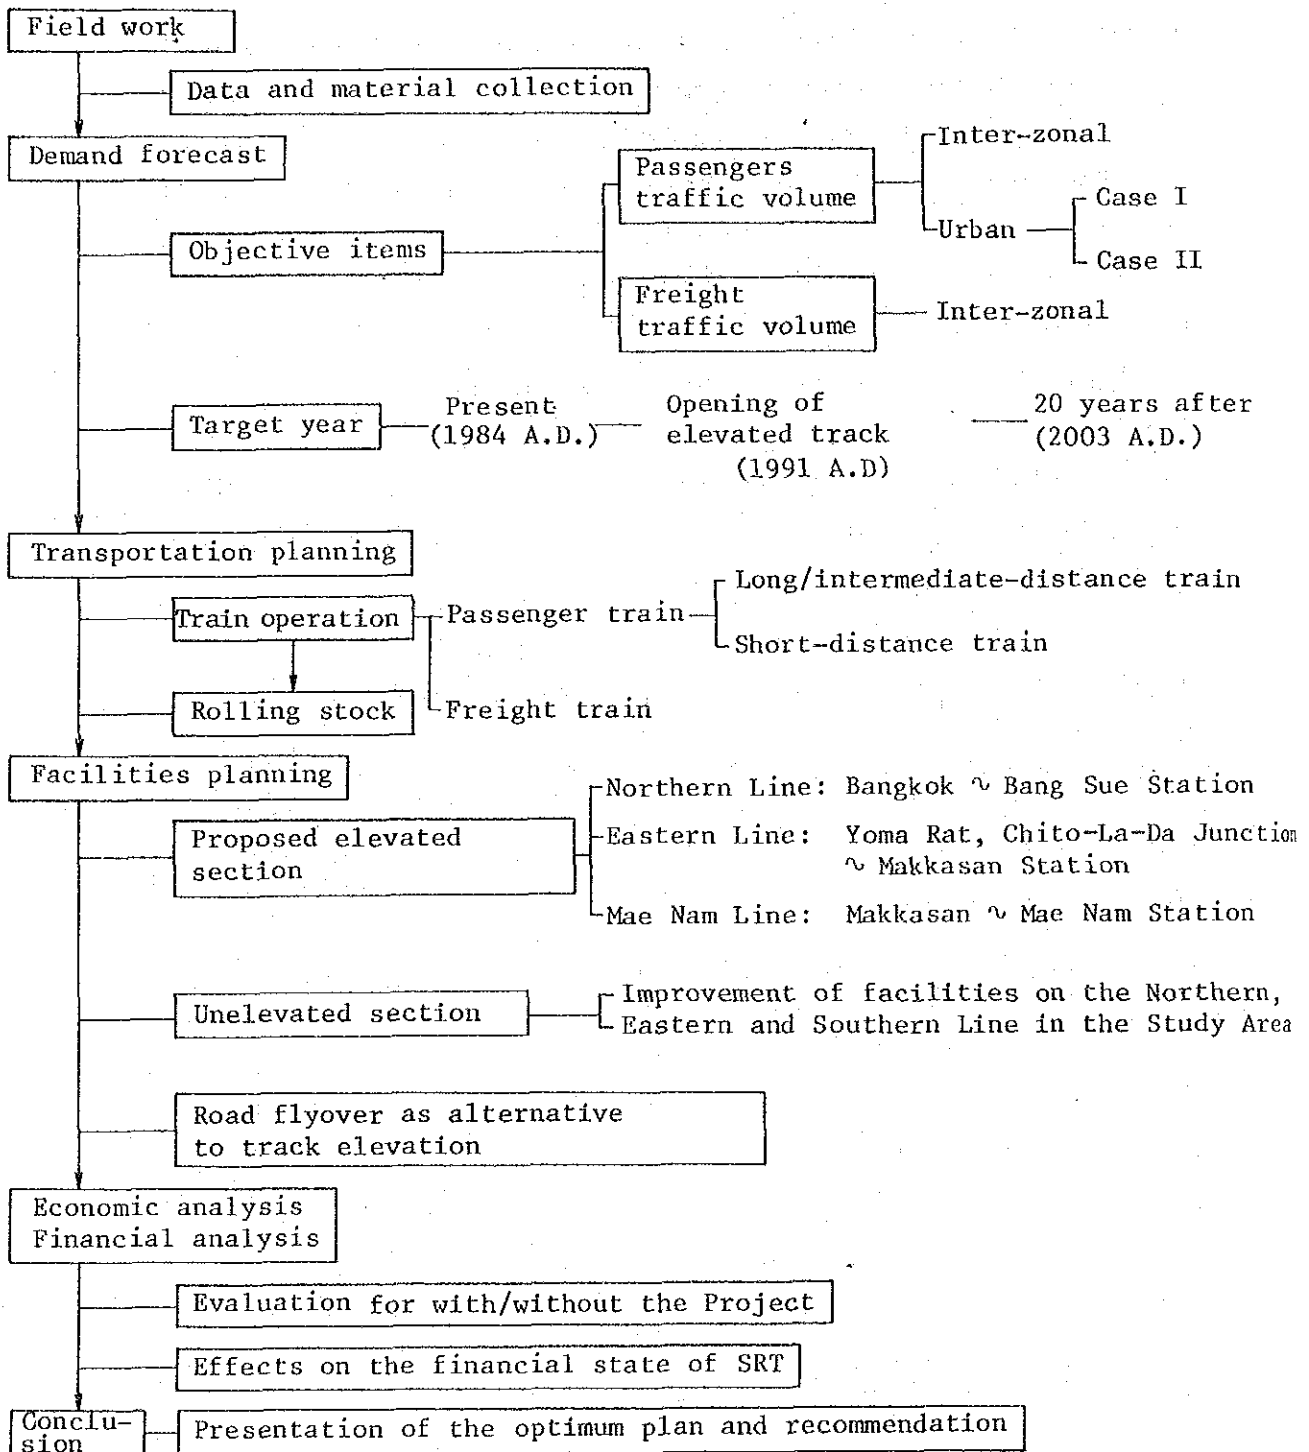 Field work
Data and material collection
Demand forecast
Passengers
traffic volume
Inter-zonal
Urban
Case I
Case II
Objective items
Freight
traffic volume
Inter-zonal
Target year
Present
(1984 A.D.)
Opening of
elevated track
(1991 A.D)
20 years after
(2003 A.D.)
Transportation planning
Train operation
Passenger train
Long/intermediate-distance train
Short-distance train
Rolling stock
Freight train
Facilities planning
Proposed elevated
section
Northern Line: Bangkok ~ Bang Sue Station
Eastern Line: Yoma Rat, Chito-La-Da Junction
~ Makkasan Station
Mae Nam Line: Makkasan ~ Mae Nam Station
Unelevated section
Improvement of facilities on the Northern,
Eastern and Southern Line in the Study Area
Road flyover as alternative
to track elevation
Economic analysis
Financial analysis
Evaluation for with/without the Project
Effects on the financial state of SRT
Conclu-
sion
Presentation of the optimum plan and recommendation